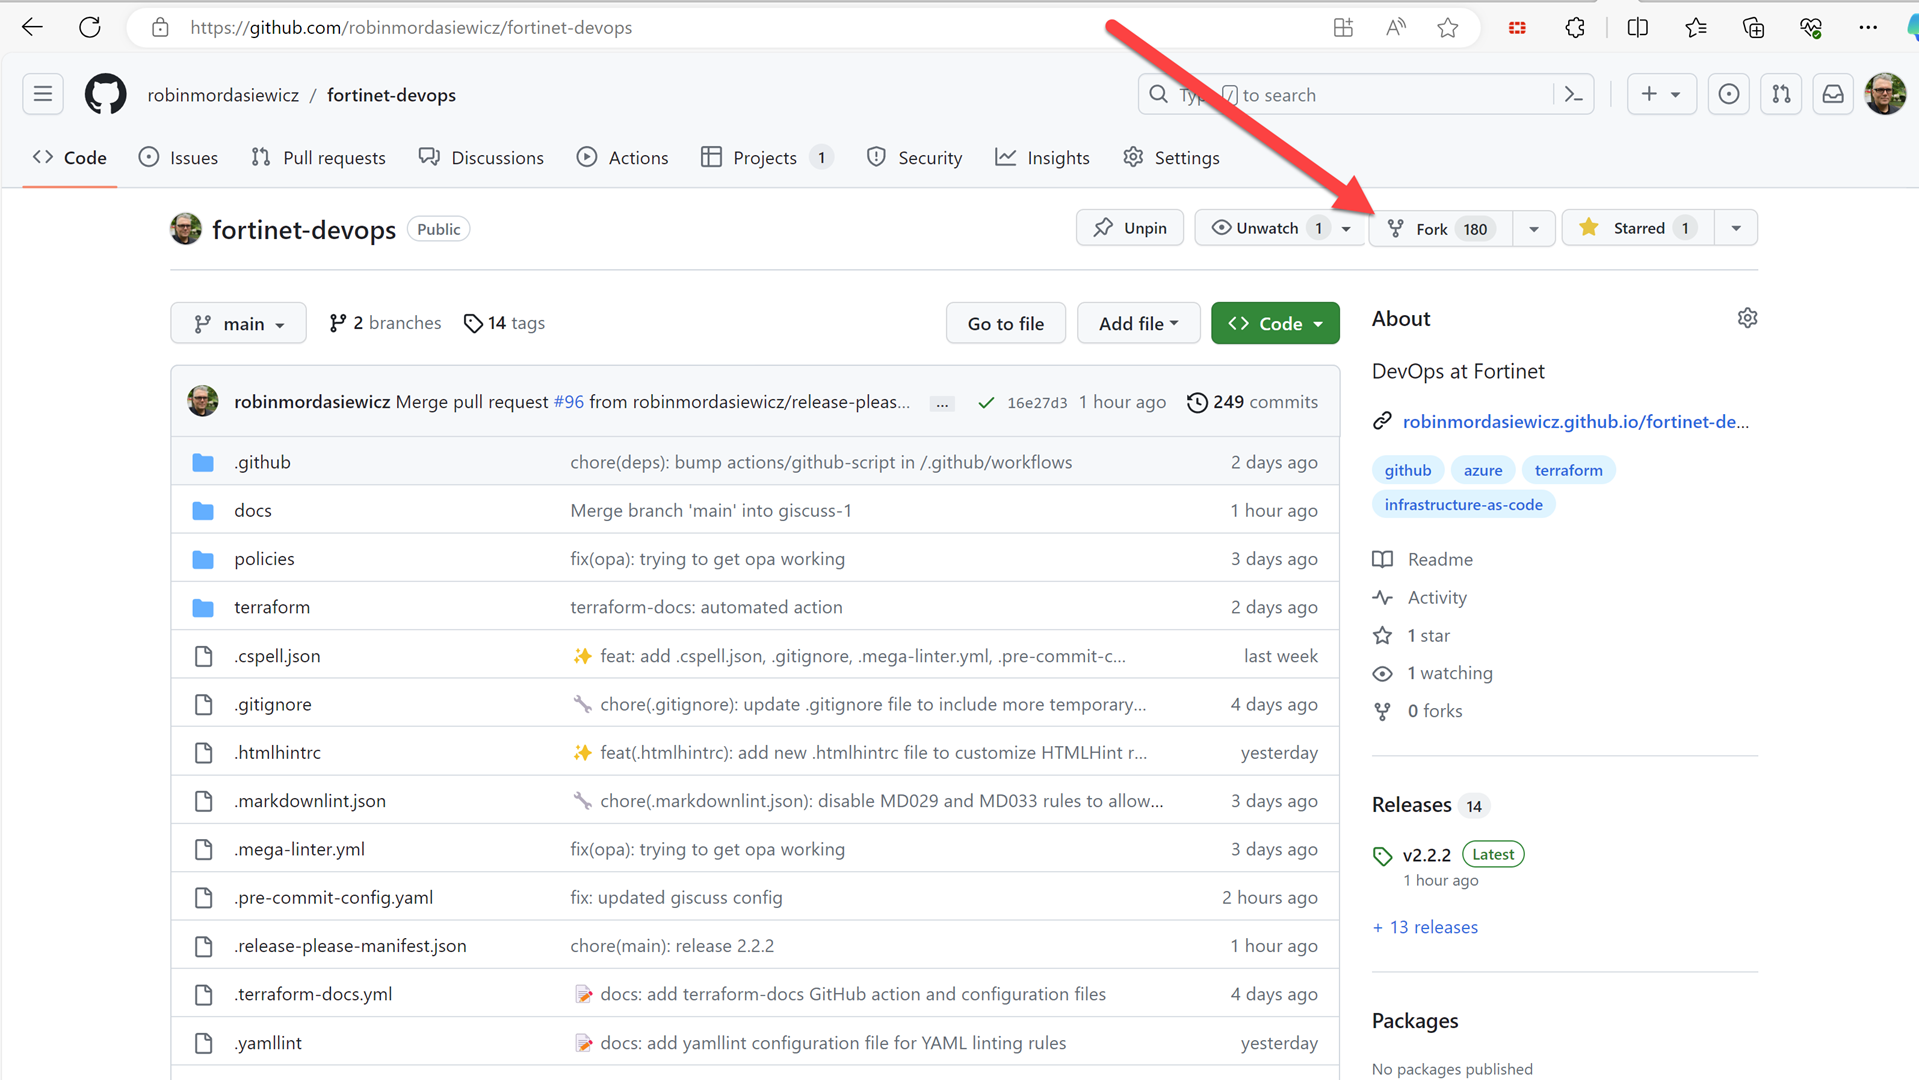 https://github.com/robinmordasiewicz/fortinet-devops
robinmordasiewicz / fortinet-devops
Typ / to search
Code Issues Pull requests Discussions Actions Projects 1 Security Insights Settings
fortinet-devops Public Unpin Unwatch 1 Fork 180 Starred 1
main 2 branches 14 tags Go to file Add file Code
robinmordasiewicz Merge pull request #96 from robinmordasiewicz/release-pleas... ... 16e27d3 1 hour ago 249 commits
.github chore(deps): bump actions/github-script in /.github/workflows 2 days ago
docs Merge branch 'main' into giscuss-1 1 hour ago
policies fix(opa): trying to get opa working 3 days ago
terraform terraform-docs: automated action 2 days ago
.cspell.json ✨ feat: add .cspell.json, .gitignore, .mega-linter.yml, .pre-commit-c... last week
.gitignore 🔧 chore(.gitignore): update .gitignore file to include more temporary... 4 days ago
.htmlhintrc ✨ feat(.htmlhintrc): add new .htmlhintrc file to customize HTMLHint r... yesterday
.markdownlint.json 🔧 chore(.markdownlint.json): disable MD029 and MD033 rules to allow... 3 days ago
.mega-linter.yml fix(opa): trying to get opa working 3 days ago
.pre-commit-config.yaml fix: updated giscuss config 2 hours ago
.release-please-manifest.json chore(main): release 2.2.2 1 hour ago
.terraform-docs.yml 📝 docs: add terraform-docs GitHub action and configuration files 4 days ago
.yamllint 📝 docs: add yamllint configuration file for YAML linting rules yesterday
About
DevOps at Fortinet
robinmordasiewicz.github.io/fortinet-de...
github azure terraform
infrastructure-as-code
Readme
Activity
1 star
1 watching
0 forks
Releases 14
v2.2.2 Latest
1 hour ago
+ 13 releases
Packages
No packages published